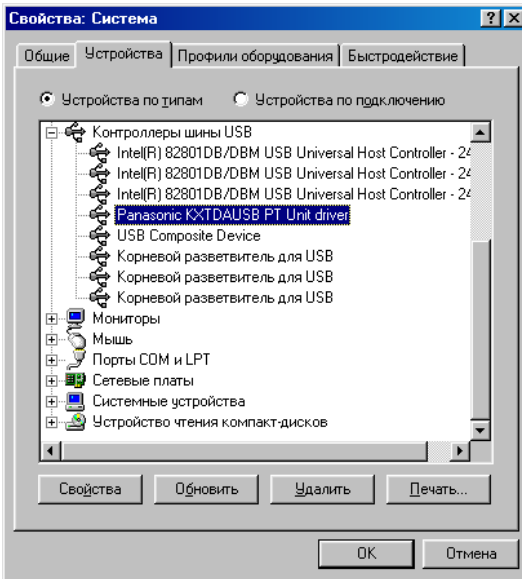 Свойства: Система
Общие Устройства Профили оборудования Быстродействие
Устройства по типам Устройства по подключению
Контроллеры шины USB
Intel(R) 82801DB/DBM USB Universal Host Controller - 24
Intel(R) 82801DB/DBM USB Universal Host Controller - 24
Intel(R) 82801DB/DBM USB Universal Host Controller - 24
Panasonic KXTDAUSB PT Unit driver
USB Composite Device
Корневой разветвитель для USB
Корневой разветвитель для USB
Корневой разветвитель для USB
Мониторы
Мышь
Порты COM и LPT
Сетевые платы
Системные устройства
Устройство чтения компакт-дисков
Свойства Обновить Удалить Печать...
OK Отмена